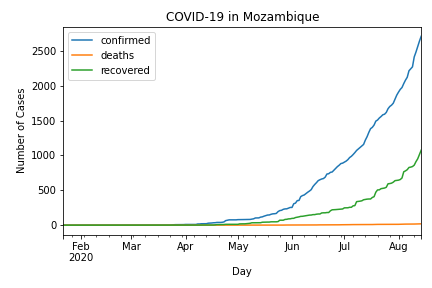 COVID-19 in Mozambique
confirmed
deaths
recovered
Number of Cases
2500
2000
1500
1000
500
0
Feb
2020
Mar
Apr
May
Jun
Jul
Aug
Day